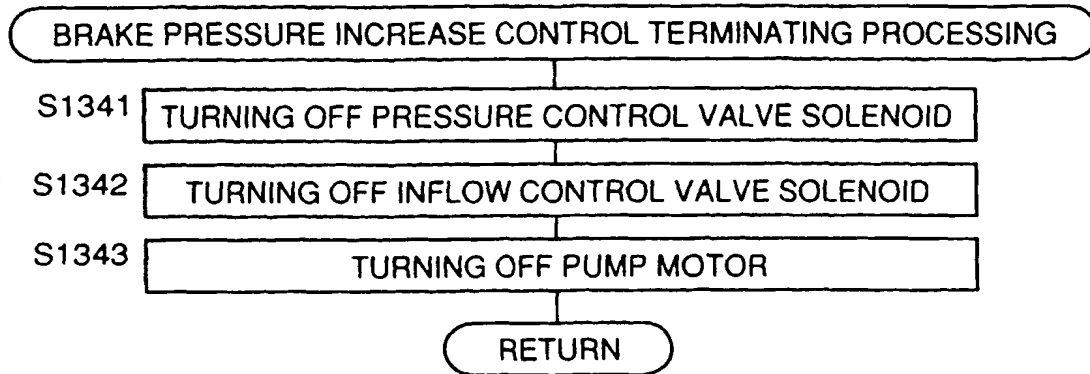 BRAKE PRESSURE INCREASE CONTROL TERMINATING PROCESSING
S1341 TURNING OFF PRESSURE CONTROL VALVE SOLENOID
S1342 TURNING OFF INFLOW CONTROL VALVE SOLENOID
S1343 TURNING OFF PUMP MOTOR
RETURN